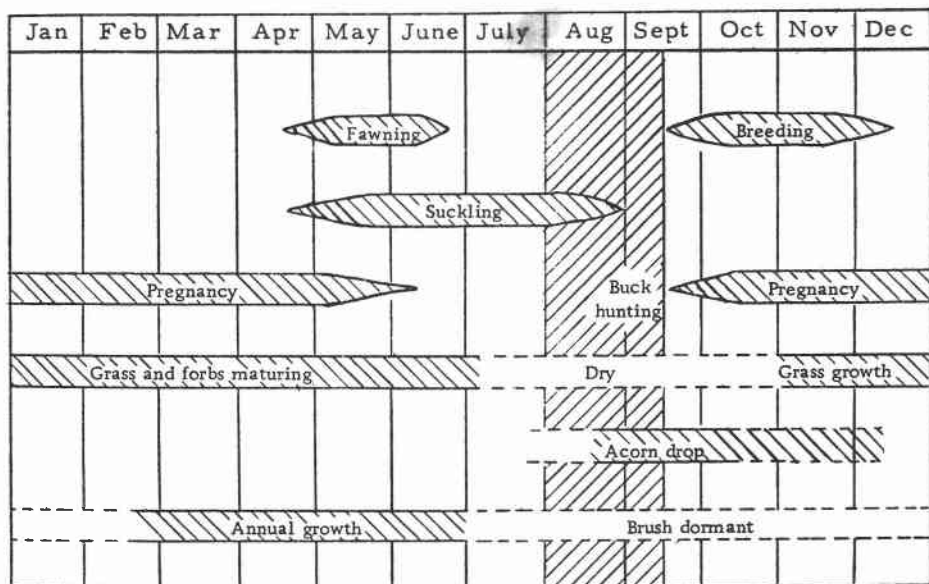 Jan Feb Mar Apr May June July Aug Sept Oct Nov Dec
Fawning Breeding
Suckling
Pregnancy Buck hunting Pregnancy
Grass and forbs maturing Dry Grass growth
Acorn drop
Annual growth Brush dormant